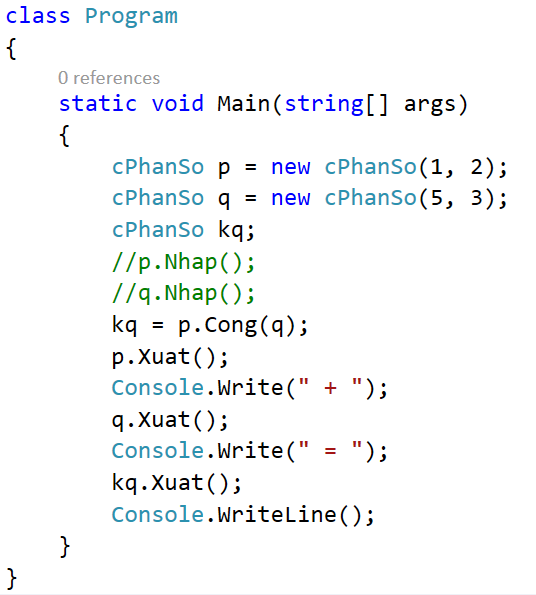 class Program
{
0 references
static void Main(string[] args)
{
cPhanSo p = new cPhanSo(1, 2);
cPhanSo q = new cPhanSo(5, 3);
cPhanSo kq;
//p.Nhap();
//q.Nhap();
kq = p.Cong(q);
p.Xuat();
Console.Write(" + ");
q.Xuat();
Console.Write(" = ");
kq.Xuat();
Console.WriteLine();
}
}